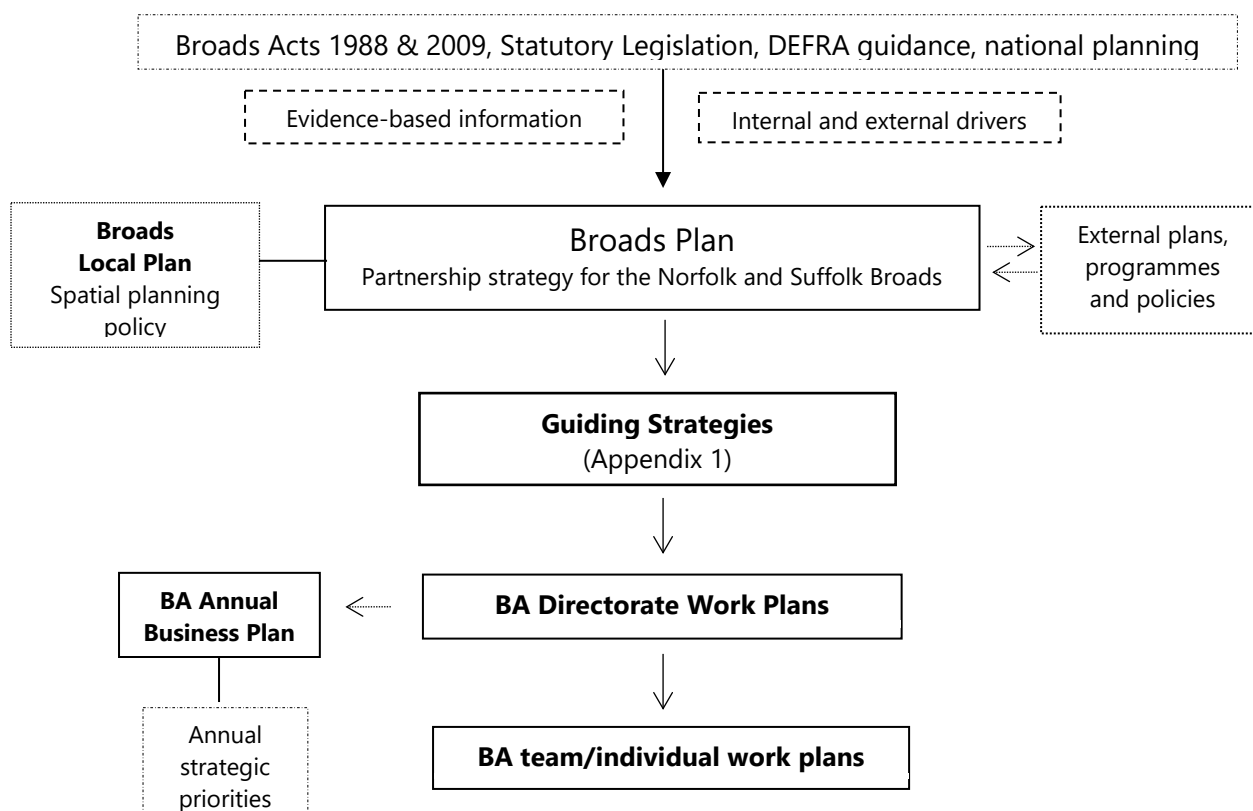 Broads Acts 1988 & 2009, Statutory Legislation, DEFRA guidance, national planning
Evidence-based information
Internal and external drivers
Broads
Local Plan
Spatial planning
policy
Broads Plan
Partnership strategy for the Norfolk and Suffolk Broads
External plans,
programmes
and policies
Guiding Strategies
(Appendix 1)
BA Annual
Business Plan
BA Directorate Work Plans
Annual
strategic
priorities
BA team/individual work plans